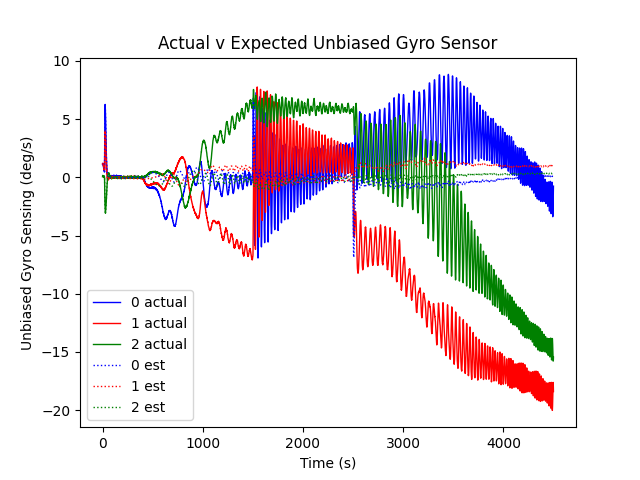 Actual v Expected Unbiased Gyro Sensor
Unbiased Gyro Sensing (deg/s)
10
5
0
−5
−10
−15
−20
0 actual
1 actual
2 actual
0 est
1 est
2 est
0
1000
2000
3000
4000
Time (s)